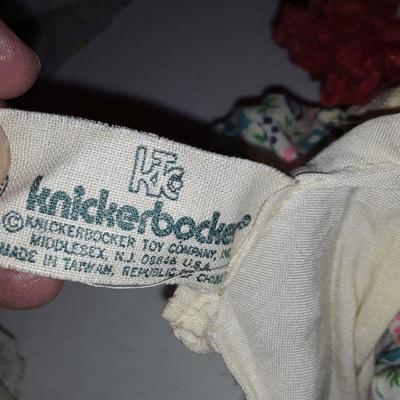 KTC
knickerbocker®
©KNICKERBOCKER TOY COMPANY, INC.
MIDDLESEX, N.J. 08846 U.S.A.
MADE IN TAIWAN, REPUBLIC OF CHINA